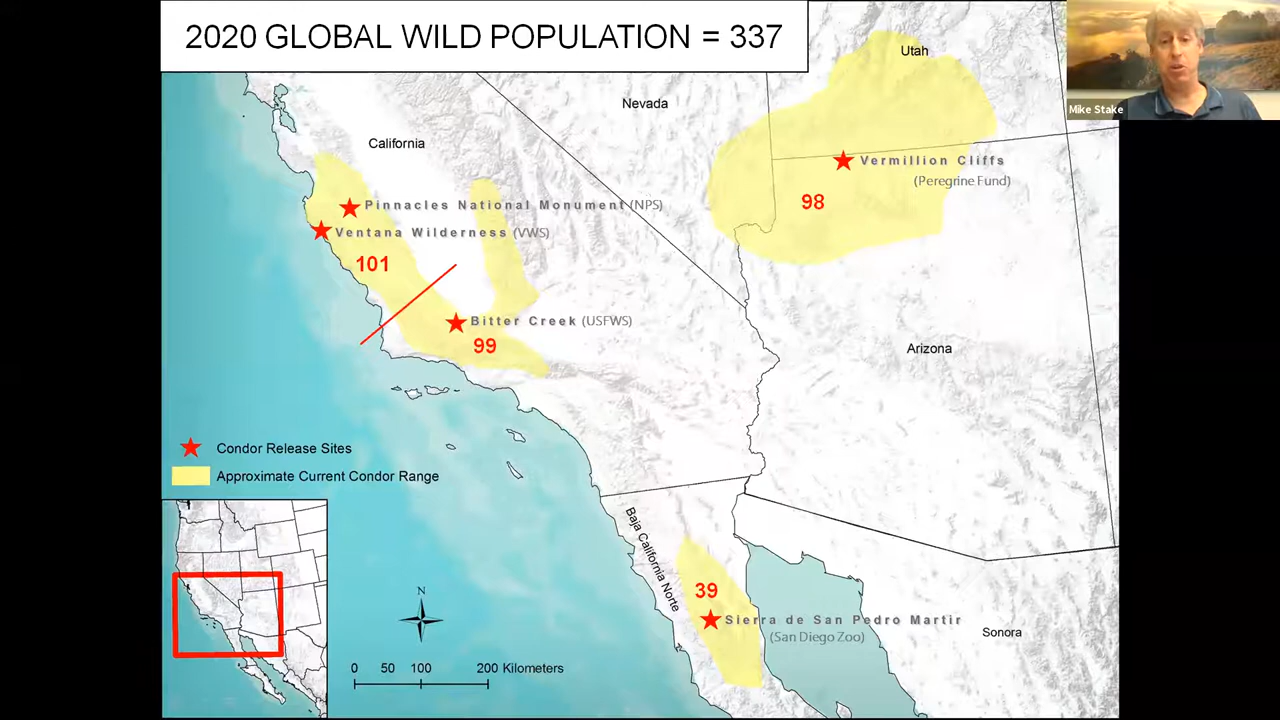 2020 GLOBAL WILD POPULATION = 337
Mike Stake
Utah
Nevada
California
Vermillion Cliffs
(Peregrine Fund)
98
Pinnacles National Monument (NPS)
Ventana Wilderness (VWS)
101
Bitter Creek (USFWS)
99
Arizona
Condor Release Sites
Approximate Current Condor Range
Baja California Norte
39
Sierra de San Pedro Martir
(San Diego Zoo)
Sonora
N
0 50 100 200 Kilometers